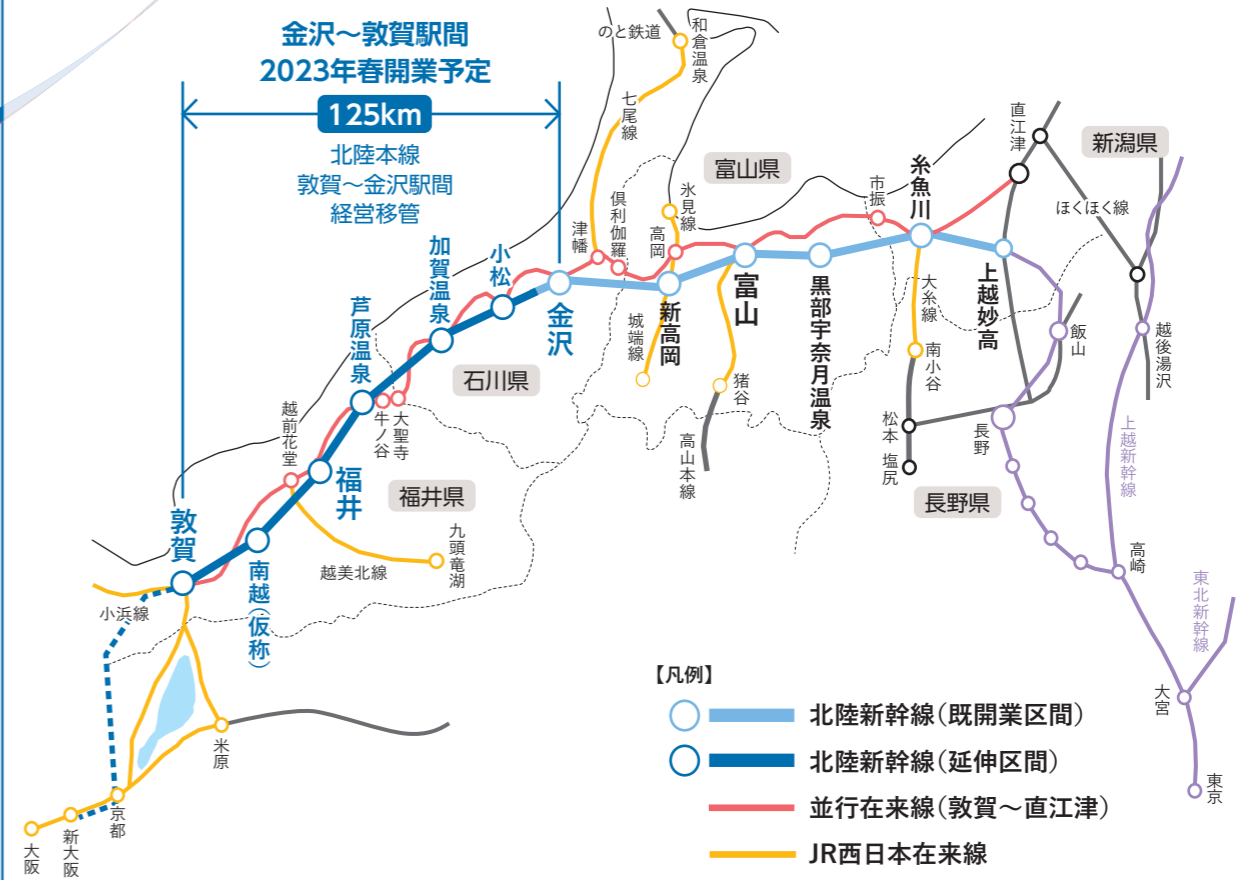 金沢～敦賀駅間
2023年春開業予定
125km
北陸本線
敦賀～金沢駅間
経営移管
のと鉄道
和倉温泉
七尾線
富山県
新潟県
直江津
ほくほく線
糸魚川
市振
氷見線
高岡
倶利伽羅
津幡
小松
加賀温泉
芦原温泉
金沢
新高岡
城端線
富山
黒部宇奈月温泉
大糸線
南小谷
上越妙高
飯山
越後湯沢
石川県
猪谷
高山本線
松本
塩尻
長野
上越新幹線
大聖寺
牛ノ谷
越前花堂
福井
福井県
長野県
敦賀
南越(仮称)
越美北線
九頭竜湖
高崎
小浜線
東北新幹線
大宮
東京
米原
京都
新大阪
大阪
【凡例】
北陸新幹線（既開業区間）
北陸新幹線（延伸区間）
並行在来線（敦賀～直江津）
JR西日本在来線